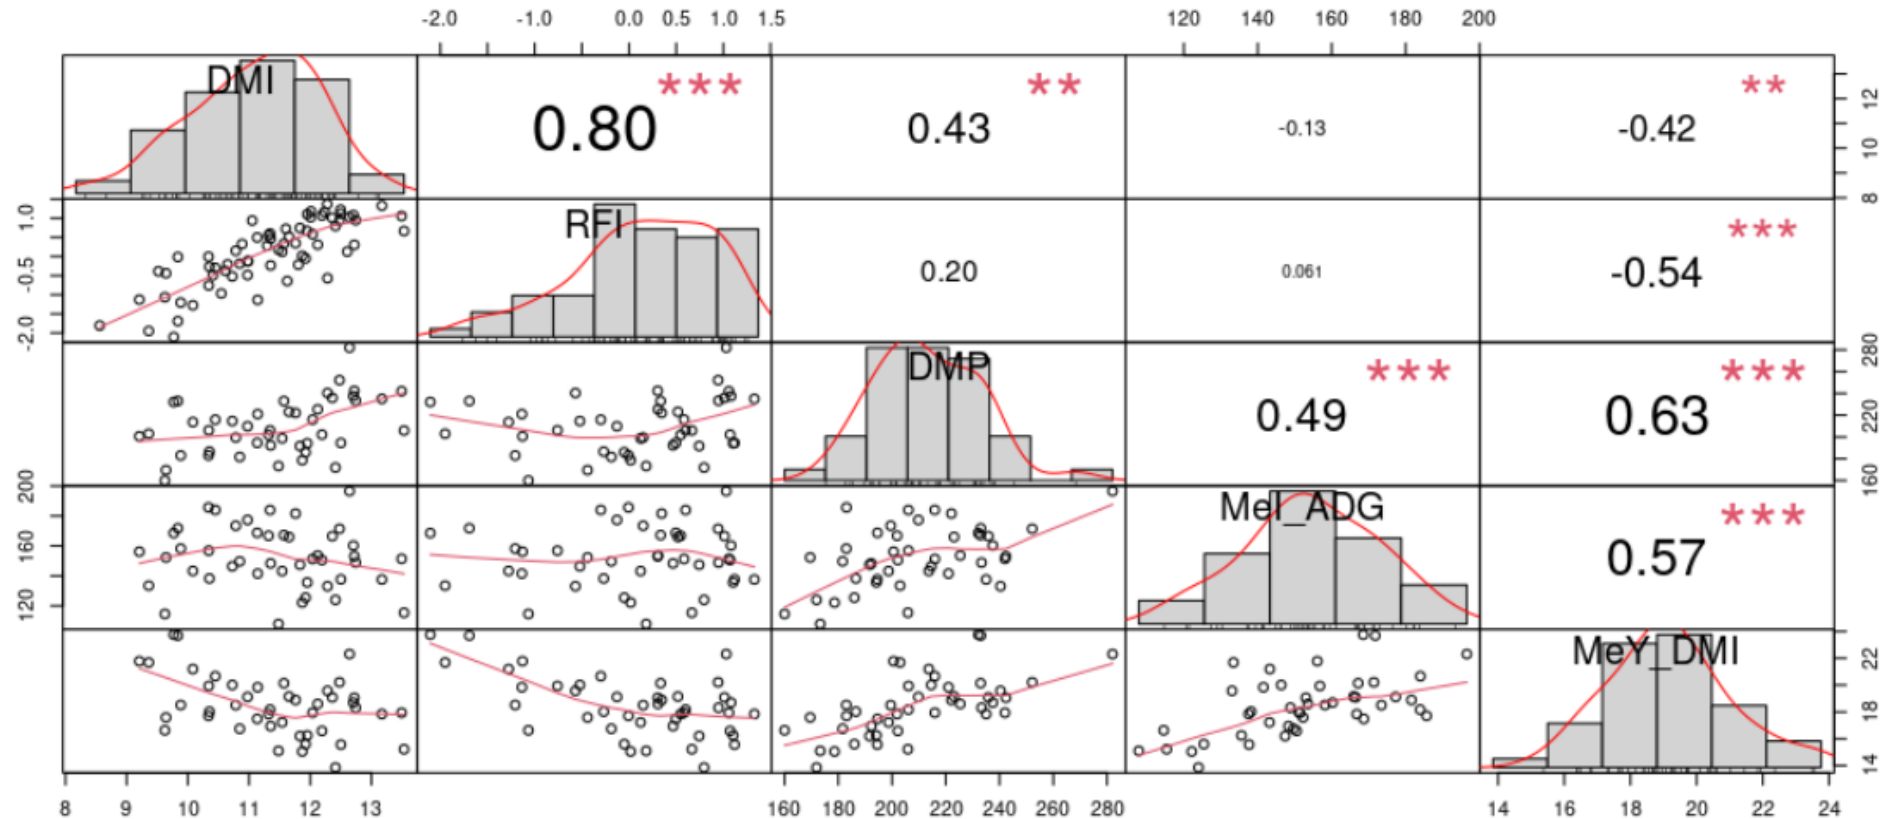 -2.0 -1.0 0.0 0.5 1.0 1.5 120 140 160 180 200
DMI 0.80 *** 0.43 ** -0.13 -0.42 ** 8 10 12
-2.0 -0.5 1.0 RFI 0.20 0.061 -0.54 ***
DMP 0.49 *** 0.63 *** 160 220 280
120 160 200 Mel_ADG 0.57 ***
MeY_DMI 14 18 22
8 9 10 11 12 13 160 180 200 220 240 260 280 14 16 18 20 22 24